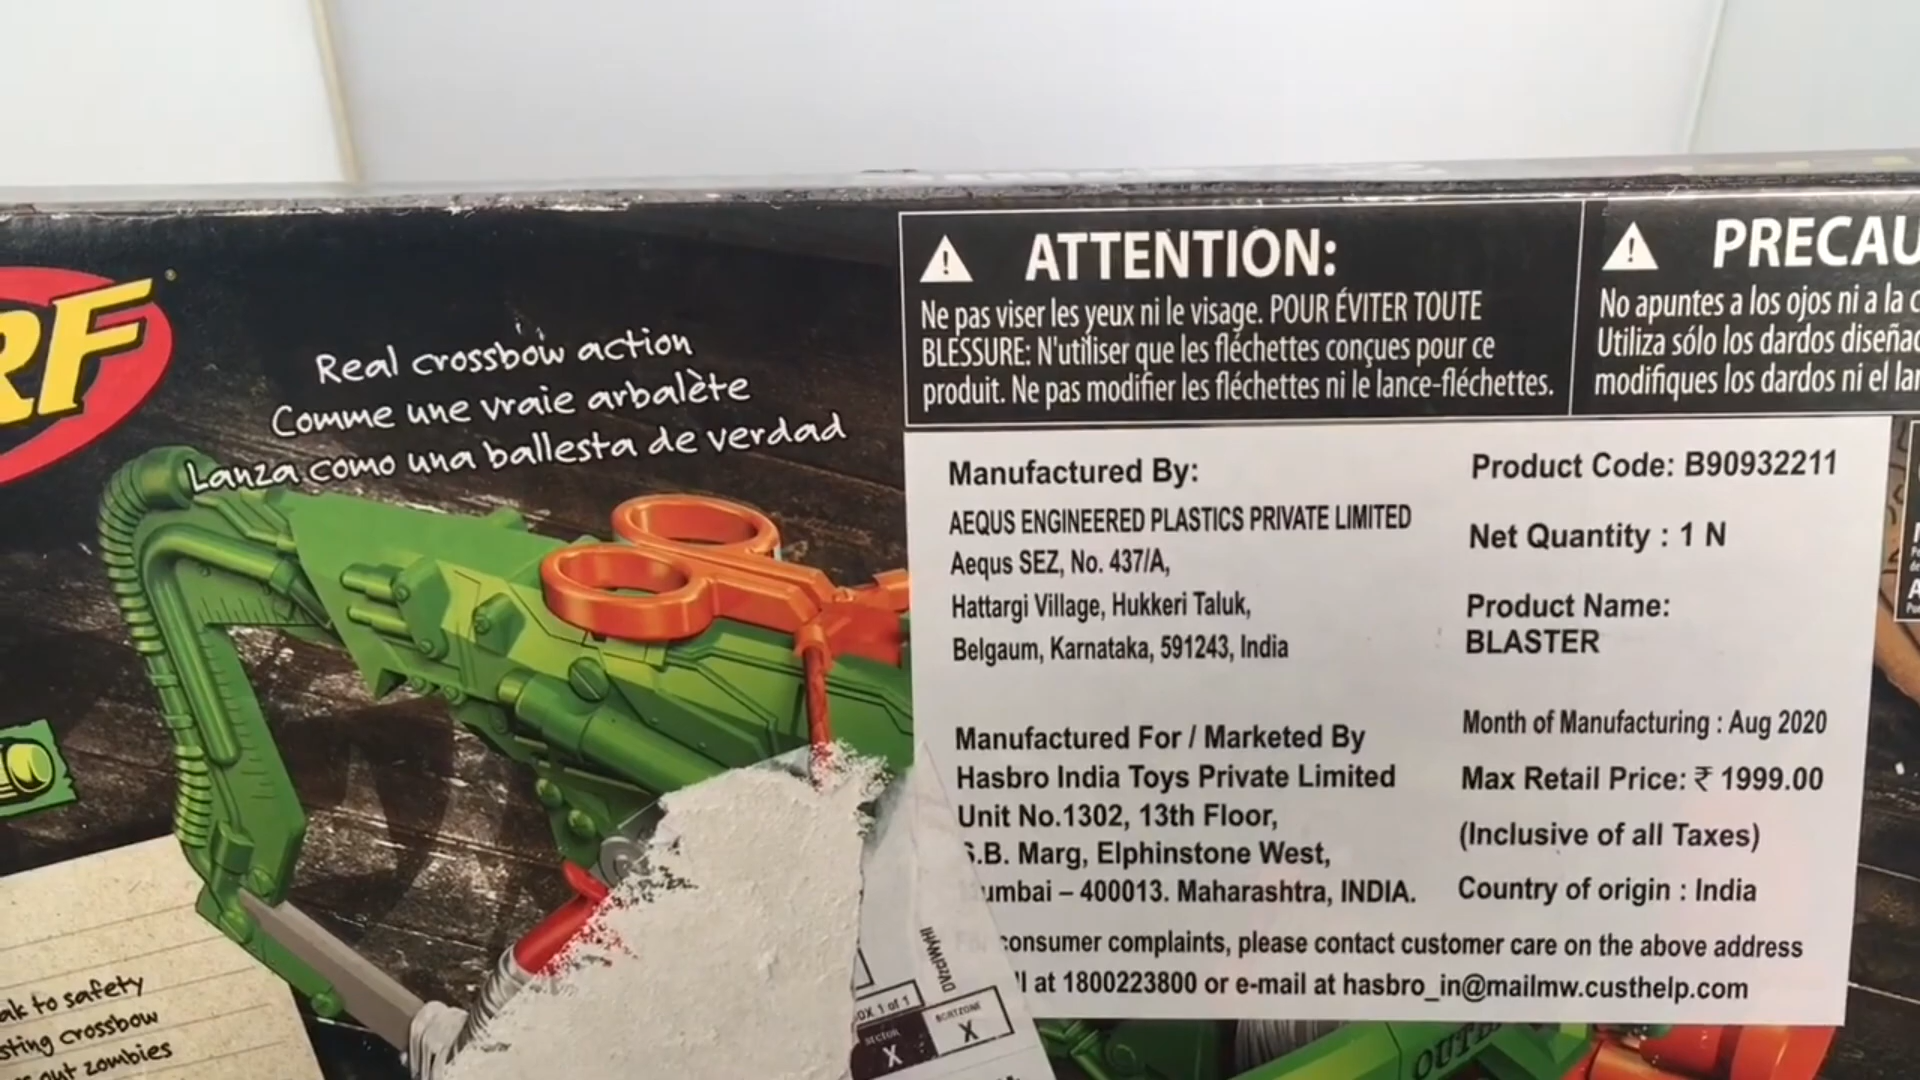 Real crossbow action
Comme une vraie arbalète
Lanza como una ballesta de verdad
ATTENTION:
Ne pas viser les yeux ni le visage. POUR ÉVITER TOUTE
BLESSURE: N'utiliser que les fléchettes conçues pour ce
produit. Ne pas modifier les fléchettes ni le lance-fléchettes.
No apuntes a los ojos ni a la
Utiliza sólo los dardos
modifiques los dardos ni el
Manufactured By:
AEQUS ENGINEERED PLASTICS PRIVATE LIMITED
Aequs SEZ, No. 437/A,
Hattargi Village, Hukkeri Taluk,
Belgaum, Karnataka, 591243, India
Manufactured For / Marketed By
Hasbro India Toys Private Limited
Unit No.1302, 13th Floor,
S.B. Marg, Elphinstone West,
umbai – 400013. Maharashtra, INDIA.
Product Code: B90932211
Net Quantity : 1 N
Product Name:
BLASTER
Month of Manufacturing : Aug 2020
Max Retail Price: ₹ 1999.00
(Inclusive of all Taxes)
Country of origin : India
consumer complaints, please contact customer care on the above address
at 1800223800 or e-mail at hasbro_in@mailmw.custhelp.com
to safety
crossbow
out zombies
1 of 1
X
X